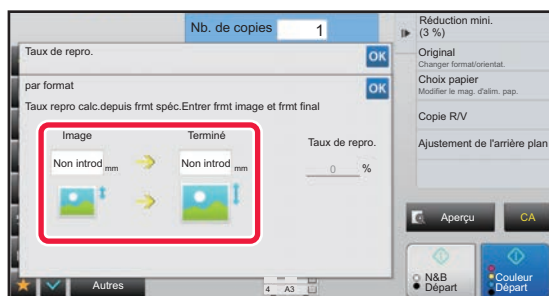 Nb. de copies 1
Taux de repro. OK
par format OK
Taux repro calc.depuis frmt spéc.Entrer frmt image et frmt final
Image Terminé
Taux de repro.
Non introd mm Non introd mm
0 %
Autres
4 A3
Réduction mini.
(3 %)
Original
Changer format/orientat.
Choix papier
Modifier le mag. d'alim. pap.
Copie R/V
Ajustement de l'arrière plan
Aperçu CA
N&B
Départ
Couleur
Départ